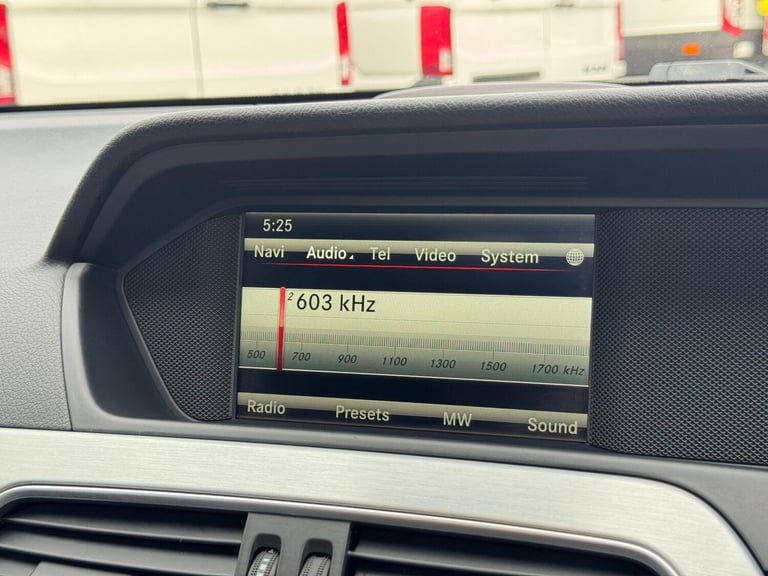 5:25
Navi Audio Tel Video System
2 603 kHz
500 700 900 1100 1300 1500 1700 kHz
Radio Presets MW Sound